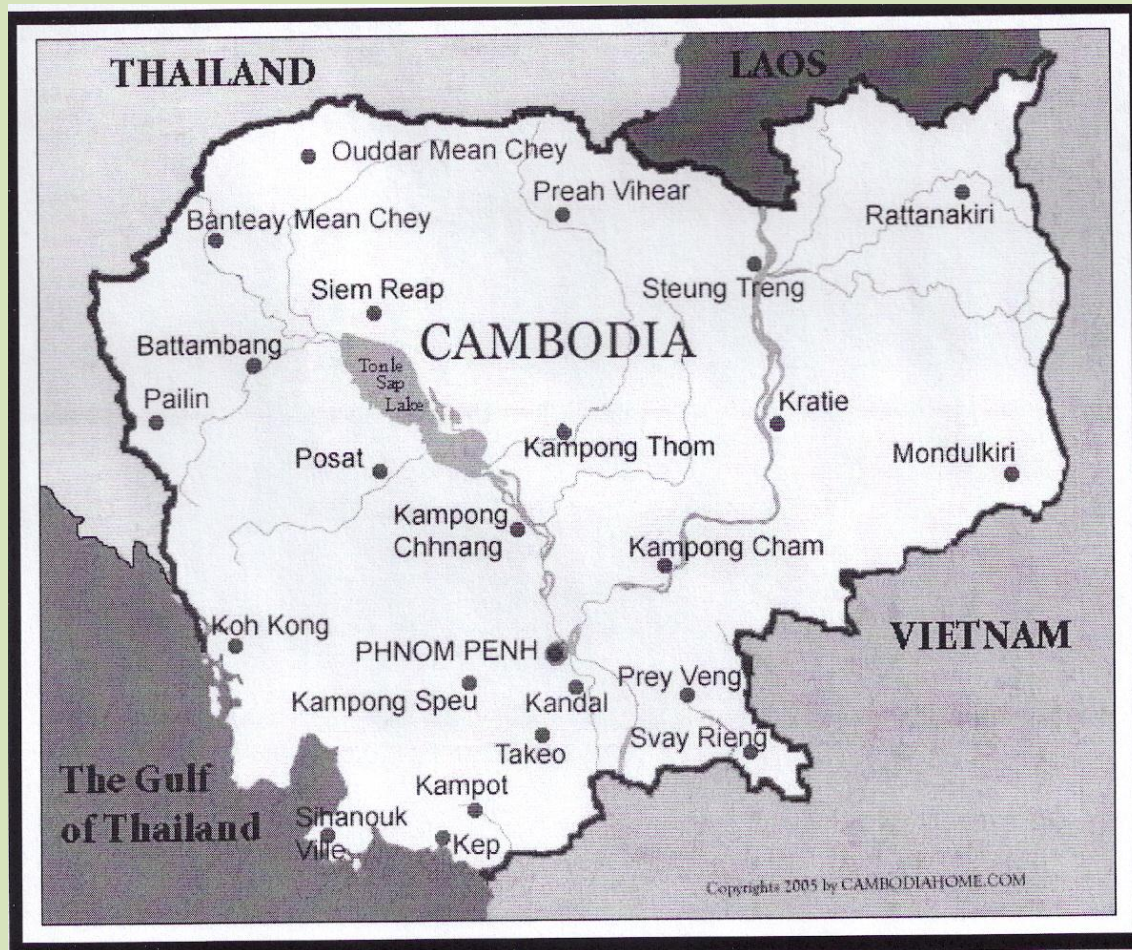 THAILAND
LAOS
Ouddar Mean Chey
Preah Vihear
Rattanakiri
Banteay Mean Chey
Siem Reap
Steung Treng
CAMBODIA
Battambang
Tonle
Sap
Lake
Pailin
Kratie
Posat
Kampong Thom
Mondulkiri
Kampong
Chhnang
Kampong Cham
Koh Kong
VIETNAM
PHNOM PENH
Prey Veng
Kampong Speu
Kandal
Takeo
Svay Rieng
The Gulf
of Thailand
Kampot
Sihanouk
Ville
Kep
Copyrights 2005 by CAMBODIAHOME.COM